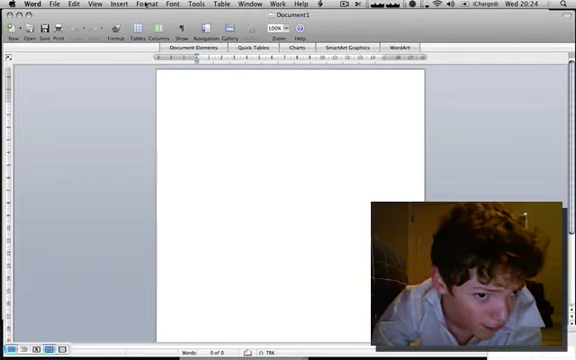 Word File Edit View Insert Format Font Tools Table Window Work Help (Charged) Wed 20:24
Document1
100%
New Open Save Print Format Tables Columns Show Navigation Gallery Zoom Help
Document Elements Quick Tables Charts SmartArt Graphics WordArt
Words: 0 of 0 TRK